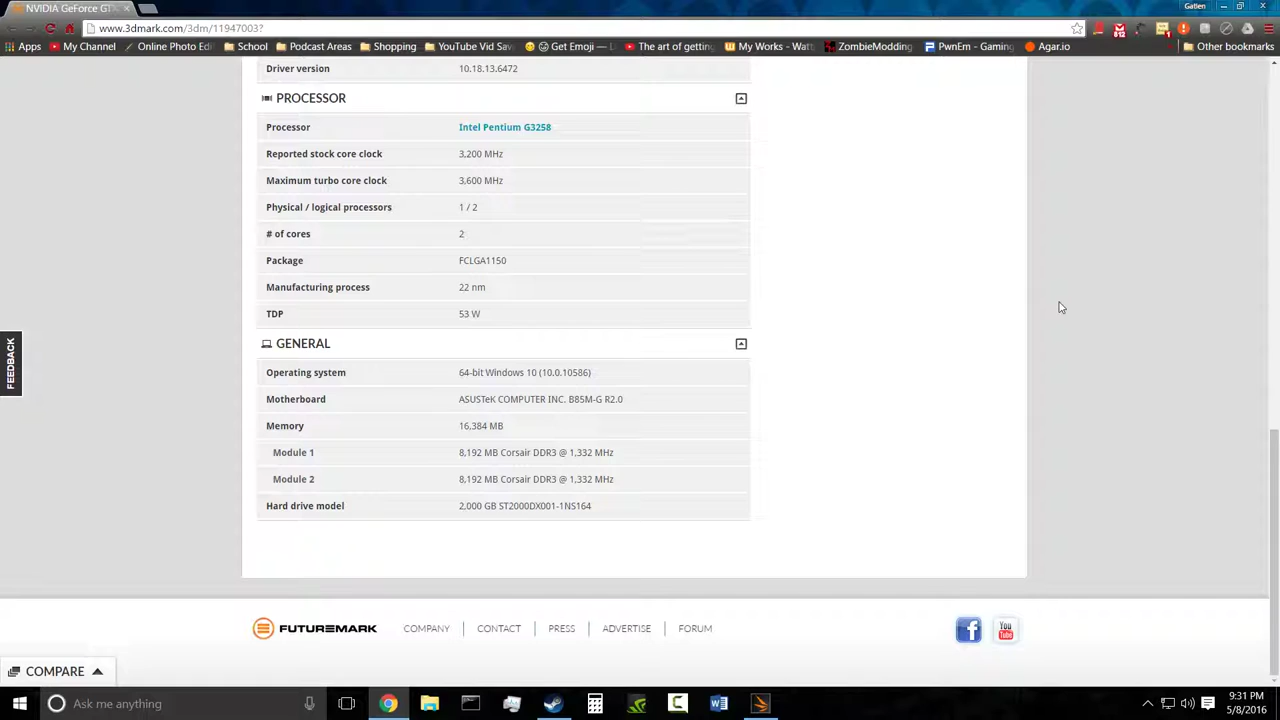 NVIDIA GeForce GT
Gatlen
www.3dmark.com/3dm/11947003?
Apps
My Channel
Online Photo Edit
School
Podcast Areas
Shopping
YouTube Vid Sav
Get Emoji —
The art of getting
My Works - Watt
ZombieModding
PwnEm - Gaming
Agar.io
Other bookmarks
Driver version 10.18.13.6472
PROCESSOR
Processor Intel Pentium G3258
Reported stock core clock 3,200 MHz
Maximum turbo core clock 3,600 MHz
Physical / logical processors 1 / 2
# of cores 2
Package FCLGA1150
Manufacturing process 22 nm
TDP 53 W
FEEDBACK
GENERAL
Operating system 64-bit Windows 10 (10.0.10586)
Motherboard ASUSTeK COMPUTER INC. B85M-G R2.0
Memory 16,384 MB
Module 1 8,192 MB Corsair DDR3 @ 1,332 MHz
Module 2 8,192 MB Corsair DDR3 @ 1,332 MHz
Hard drive model 2,000 GB ST2000DX001-1NS164
FUTUREMARK COMPANY CONTACT PRESS ADVERTISE FORUM
You Tube
COMPARE
Ask me anything
9:31 PM
5/8/2016